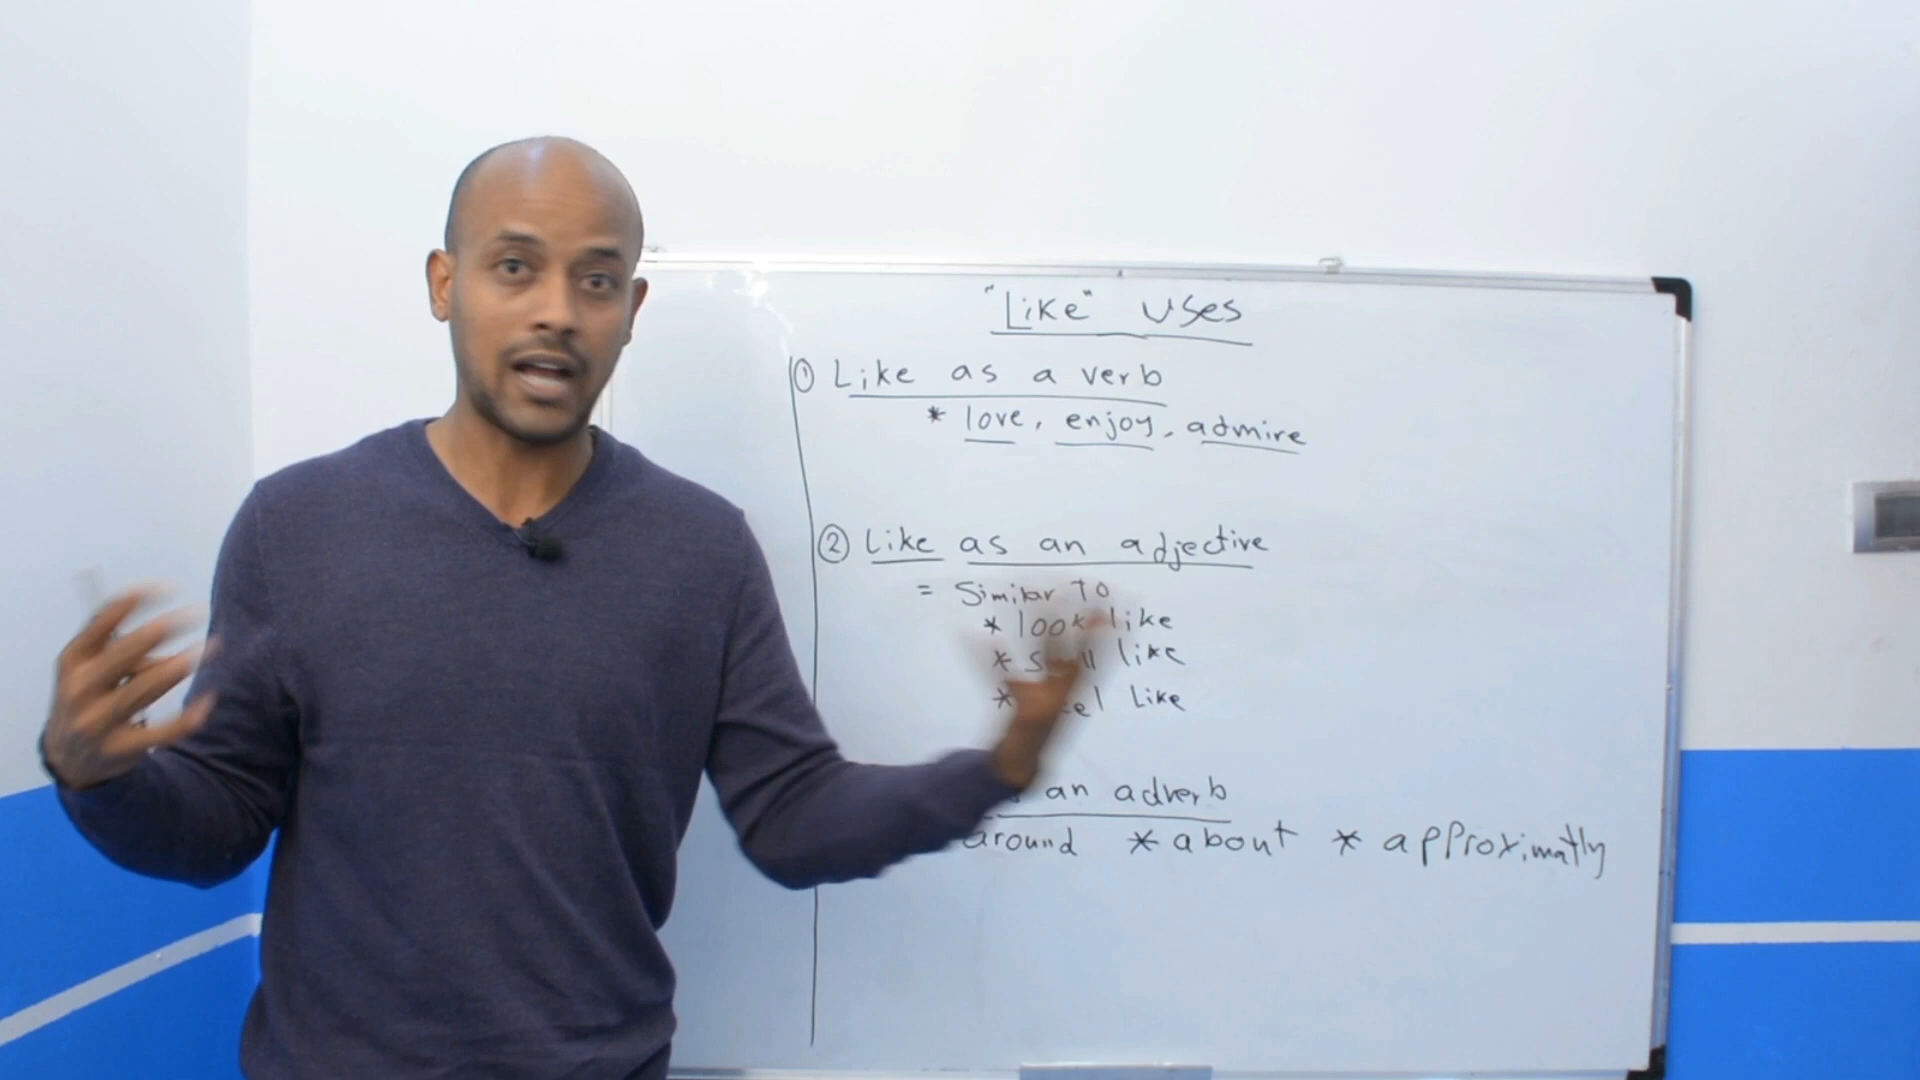 "Like" uses
① Like as a verb
* love, enjoy, admire
② Like as an adjective
= Similar To
* look like
* like
* like
an adverb
around * about * approximatly